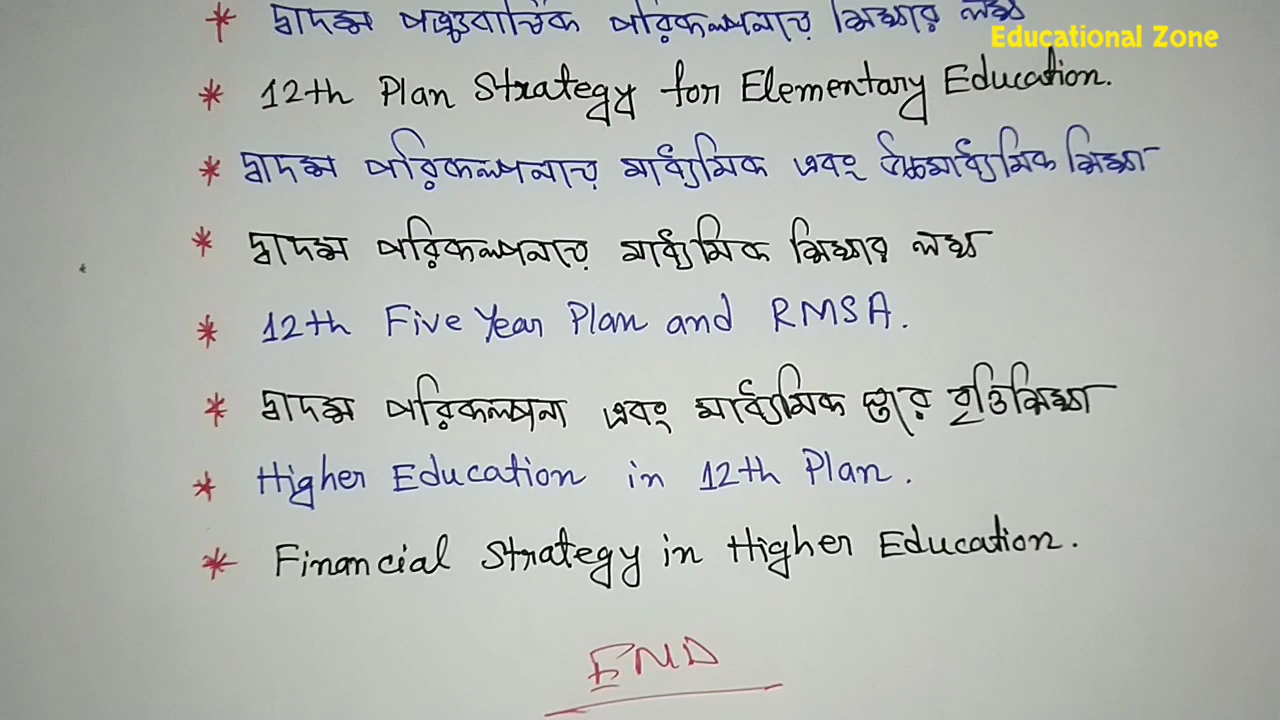 * দ্বাদশ পঞ্চবার্ষিক পরিকল্পনায় শিক্ষার লক্ষ্য
Educational Zone
* 12th Plan Strategy for Elementary Education.
* দ্বাদশ পরিকল্পনায় মাধ্যমিক এবং উচ্চমাধ্যমিক শিক্ষা
* দ্বাদশ পরিকল্পনায় মাধ্যমিক শিক্ষার লক্ষ্য
* 12th Five Year Plan and RMSA.
* দ্বাদশ পরিকল্পনা এবং মাধ্যমিক স্তরে বৃত্তিশিক্ষা
* Higher Education in 12th Plan.
* Financial Strategy in Higher Education.
END